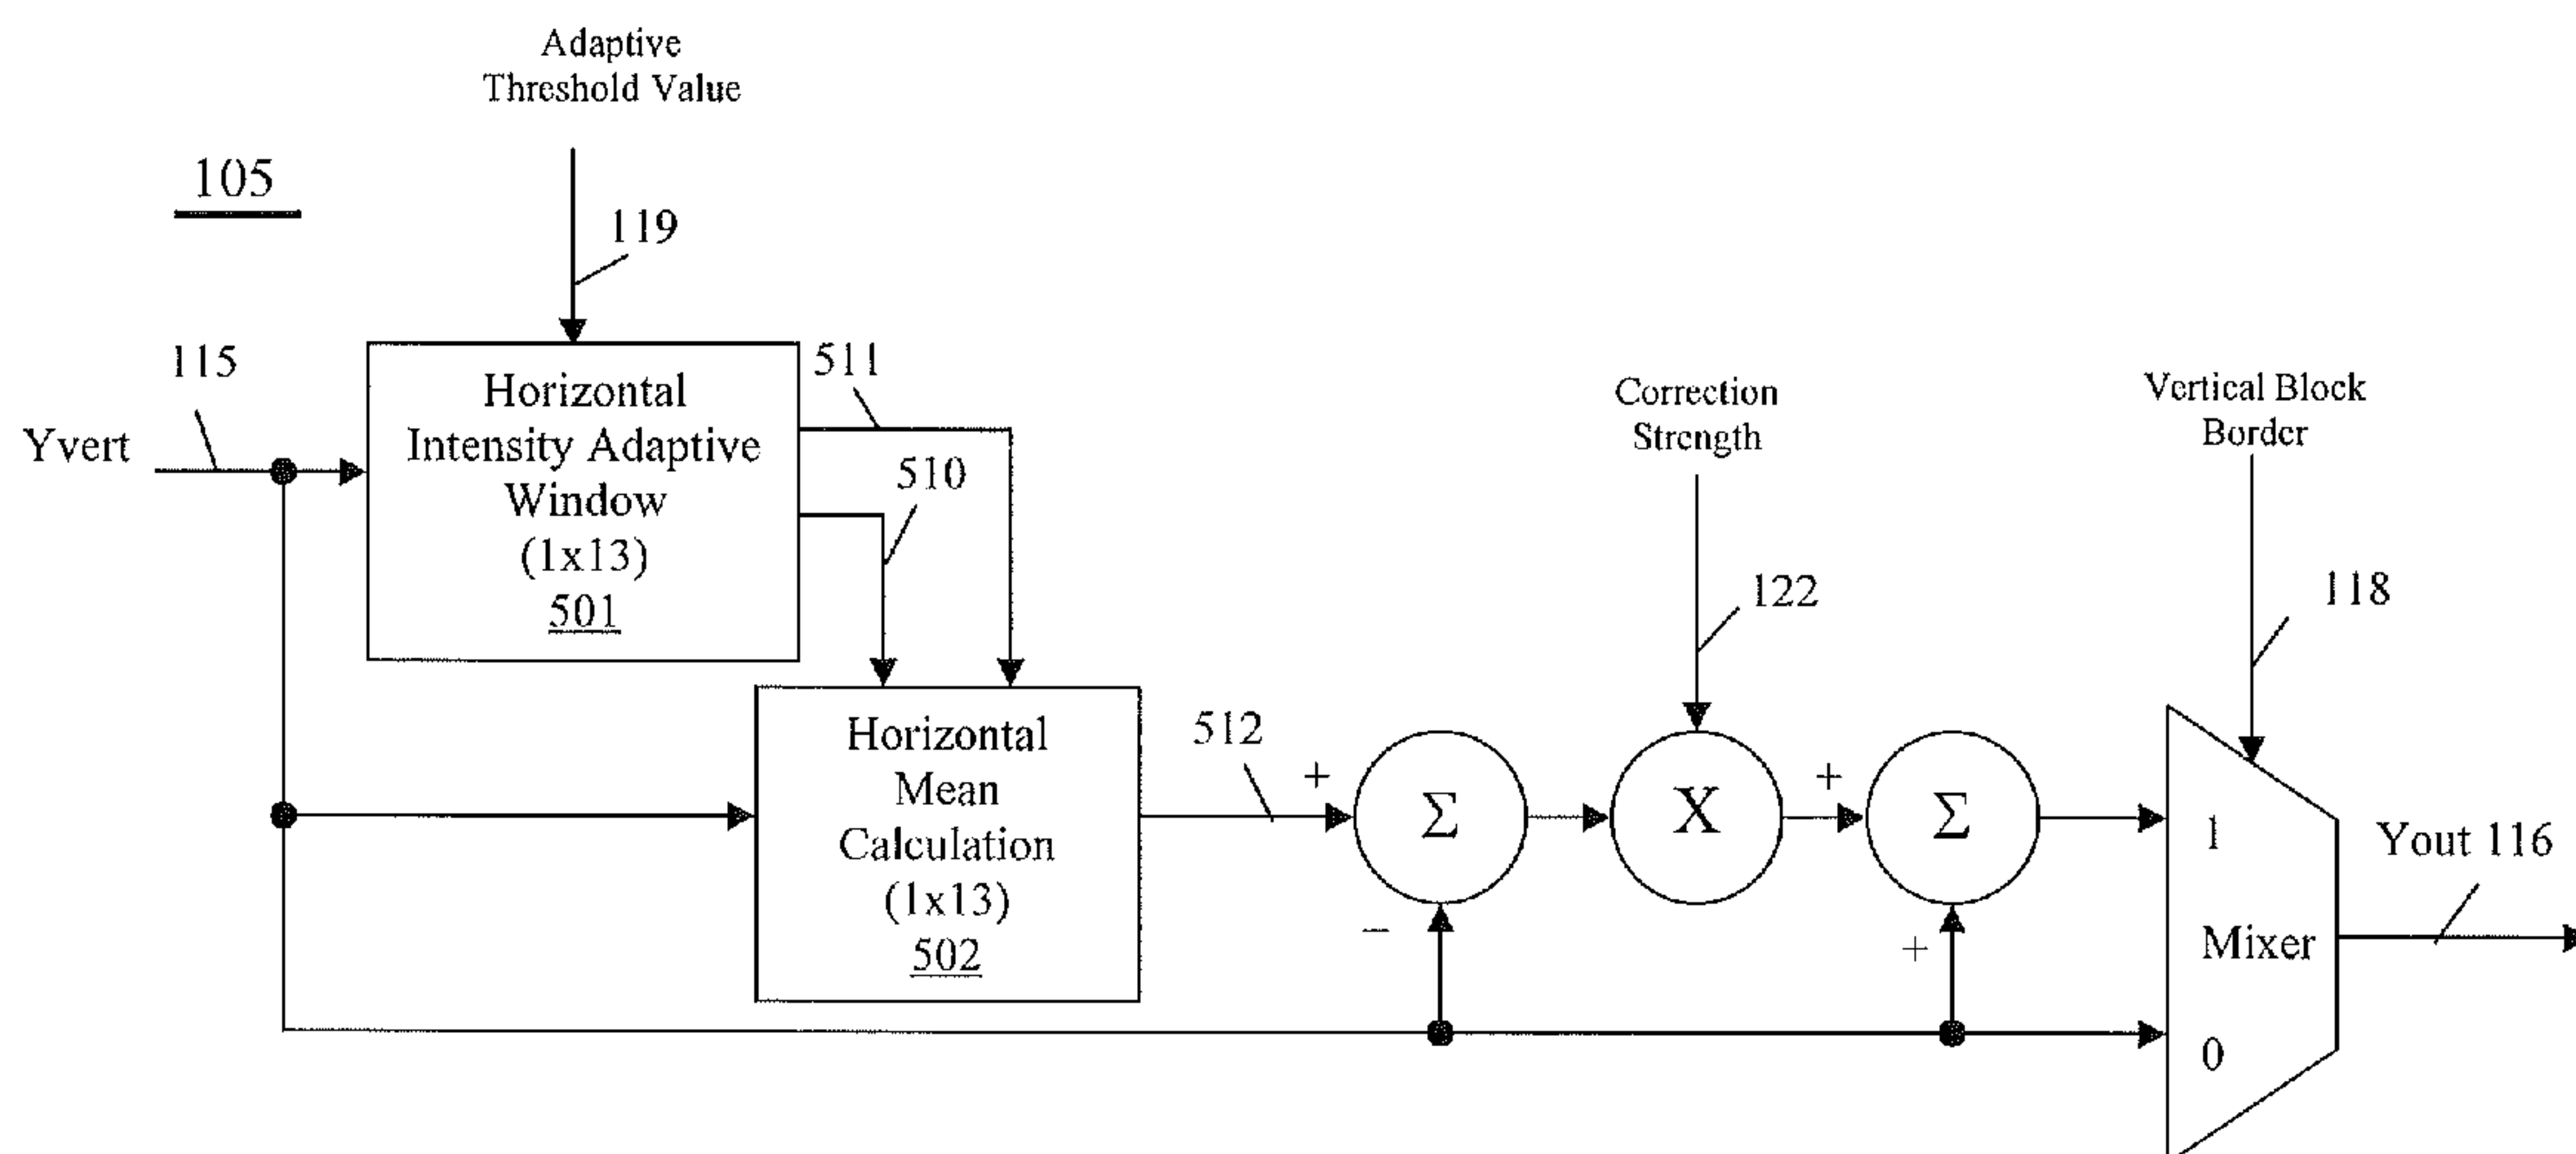 Adaptive
Threshold Value
105
119
115
Yvert
Horizontal
Intensity Adaptive
Window
(1x13)
501
511
510
Correction
Strength
Vertical Block
Border
122
118
Horizontal
Mean
Calculation
(1x13)
502
512
+
Σ
−
X
+
Σ
+
1
Mixer
0
Yout 116